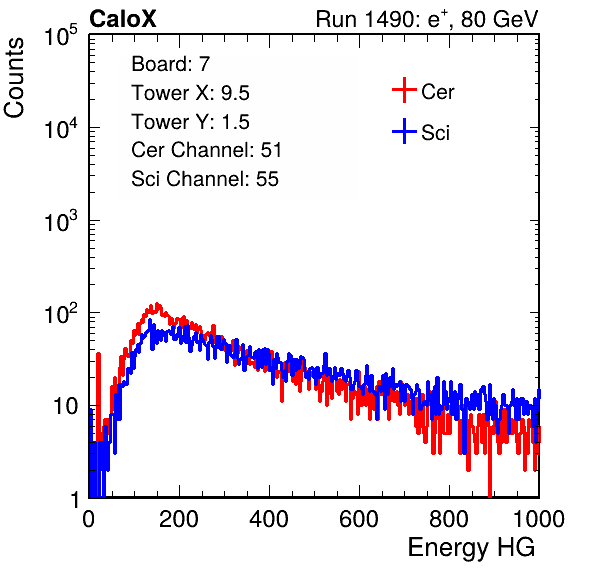 CaloX Run 1490: e⁺, 80 GeV
Counts
Board: 7
Tower X: 9.5
Tower Y: 1.5
Cer Channel: 51
Sci Channel: 55
Cer
Sci
10⁵
10⁴
10³
10²
10
1
0 200 400 600 800 1000
Energy HG